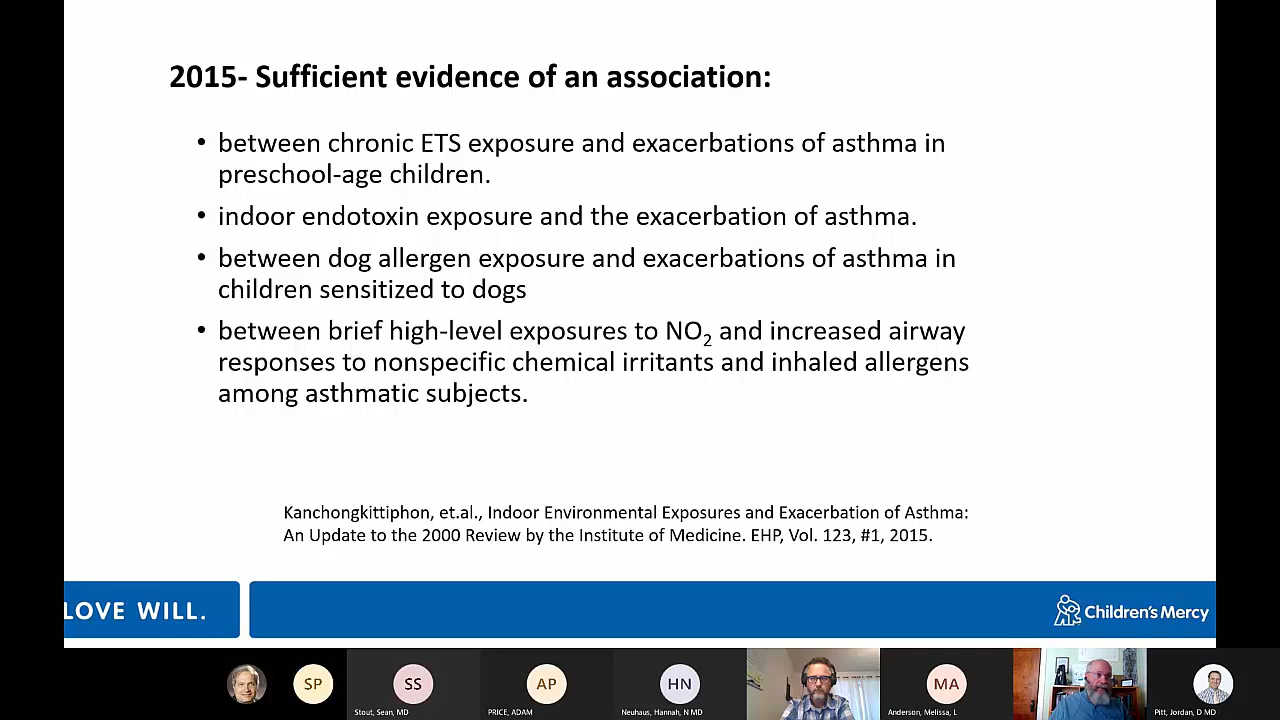 2015- Sufficient evidence of an association:
• between chronic ETS exposure and exacerbations of asthma in
preschool-age children.
• indoor endotoxin exposure and the exacerbation of asthma.
• between dog allergen exposure and exacerbations of asthma in
children sensitized to dogs
• between brief high-level exposures to NO₂ and increased airway
responses to nonspecific chemical irritants and inhaled allergens
among asthmatic subjects.
Kanchongkittiphon, et.al., Indoor Environmental Exposures and Exacerbation of Asthma:
An Update to the 2000 Review by the Institute of Medicine. EHP, Vol. 123, #1, 2015.
LOVE WILL.
Children's Mercy
SP
SS
AP
HN
MA
Stout, Sean, MD
PRICE, ADAM
Neuhaus, Hannah, N MD
Anderson, Melissa, L
Pitt, Jordan, D MD